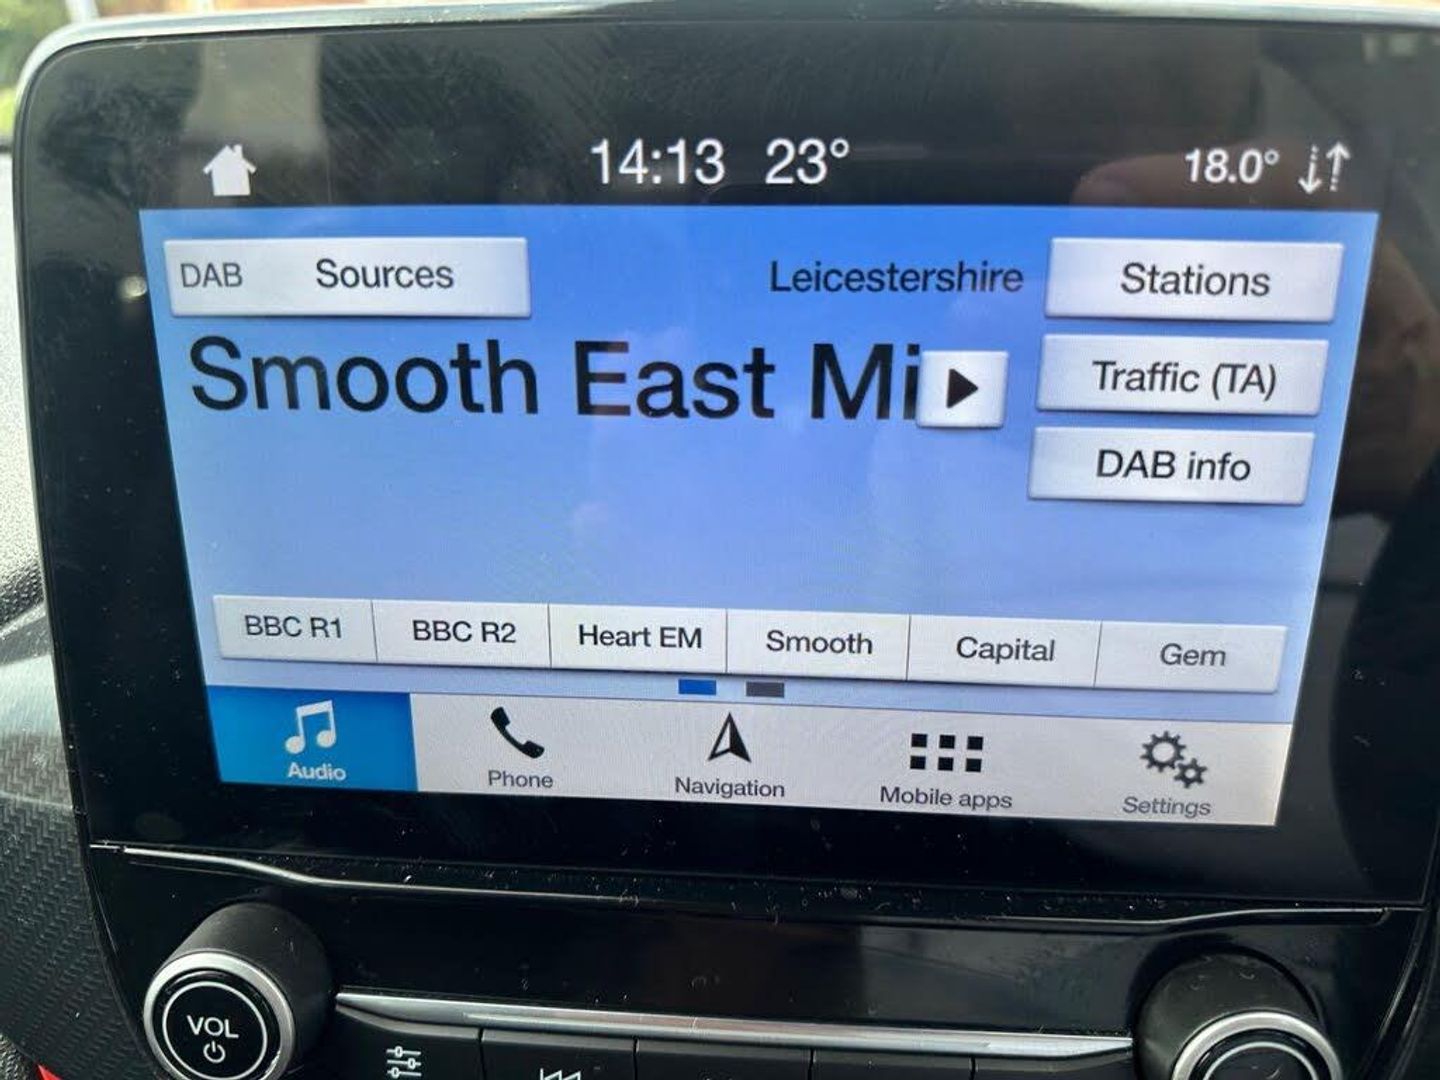 14:13 23° 18.0°
DAB Sources Leicestershire Stations
Smooth East Mi
Traffic (TA)
DAB info
BBC R1 BBC R2 Heart EM Smooth Capital Gem
Audio Phone Navigation Mobile apps Settings
VOL